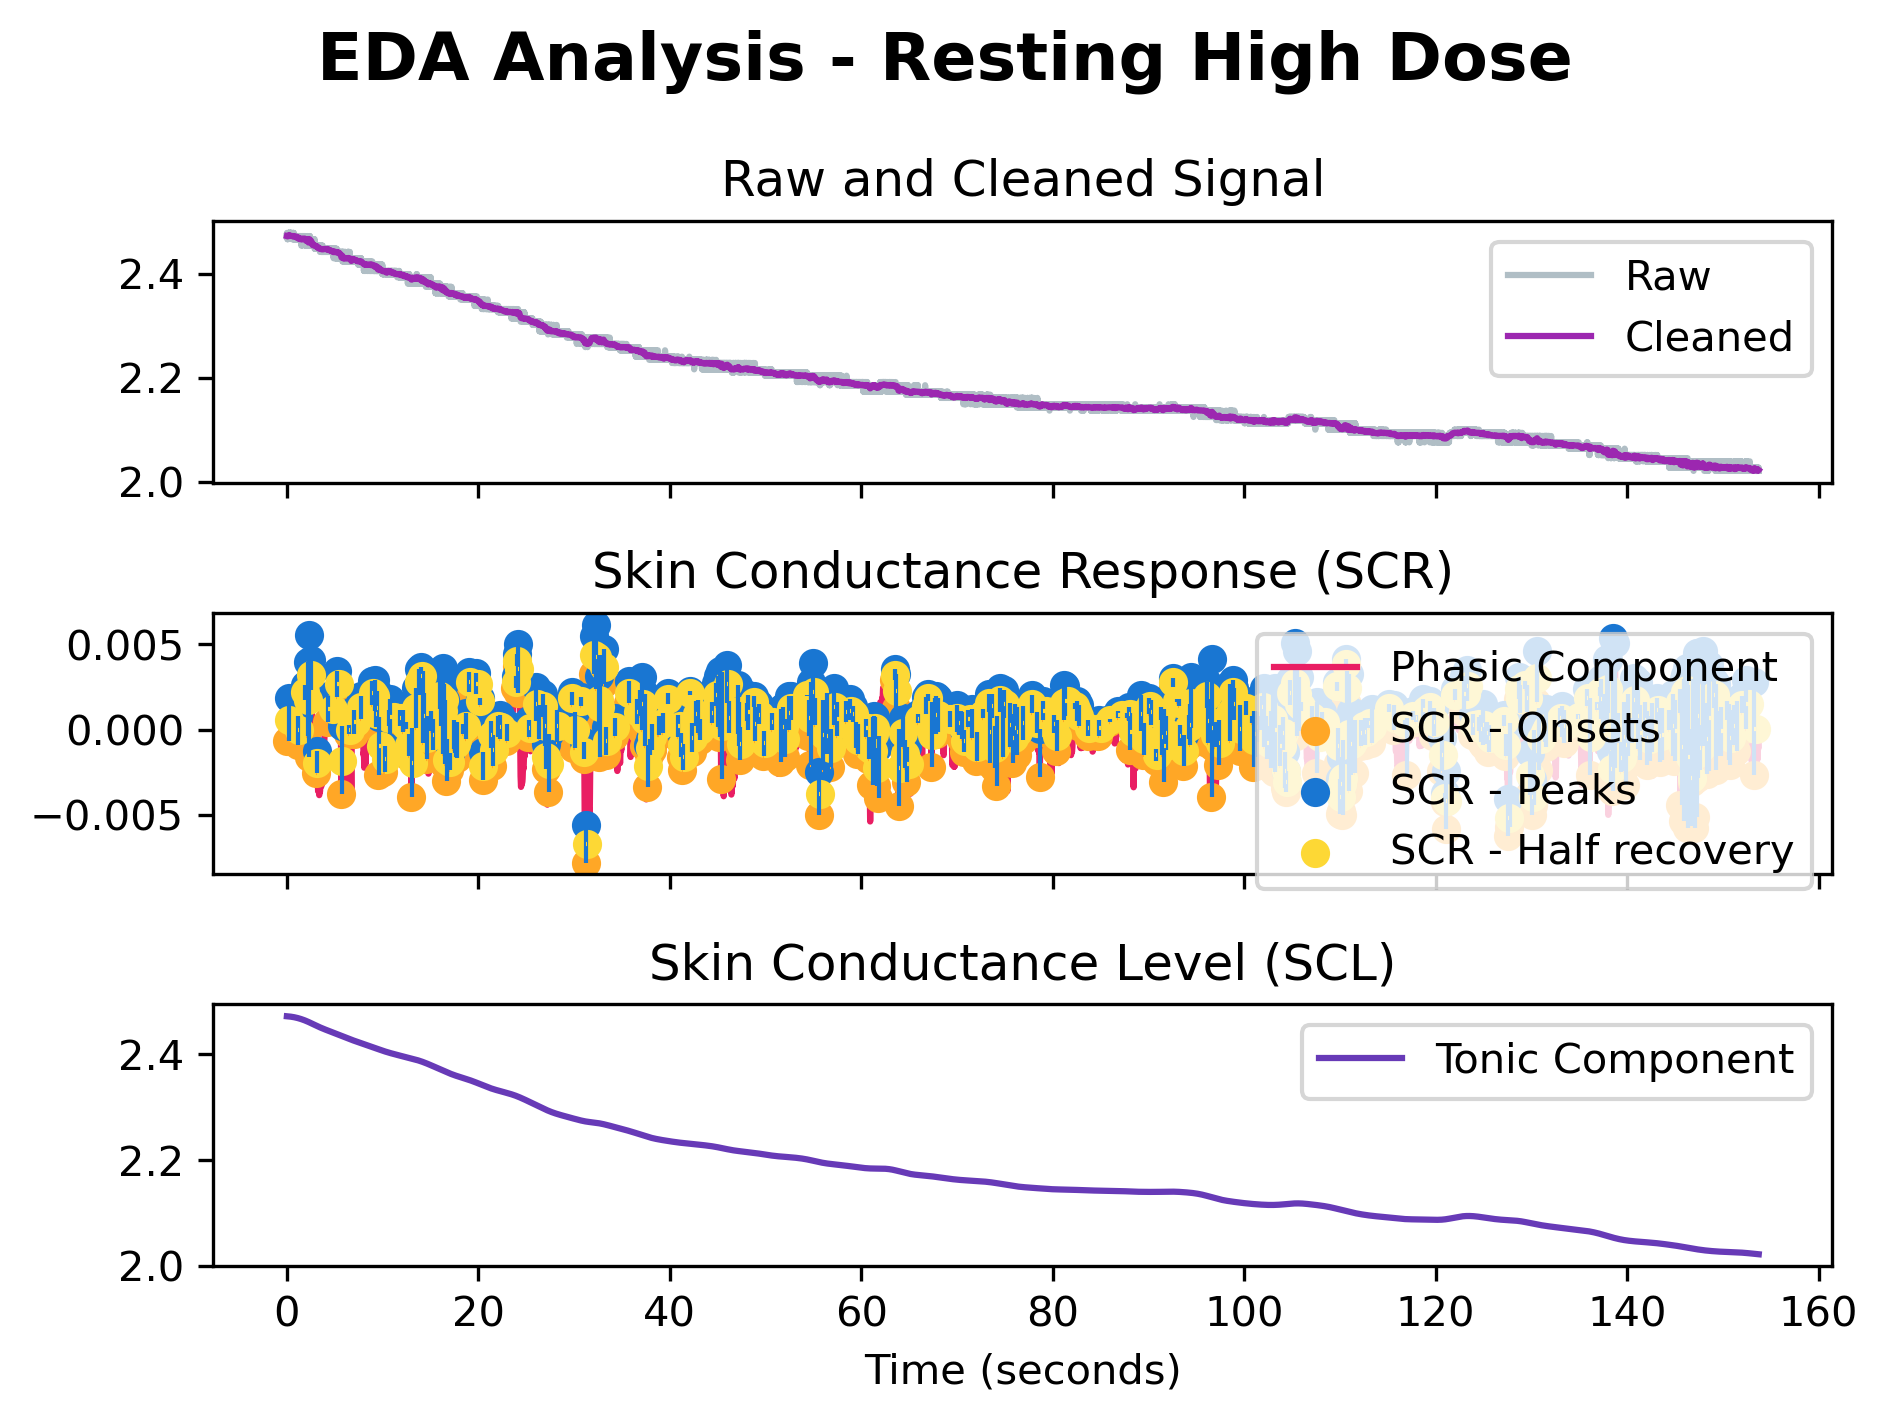 EDA Analysis - Resting High Dose
Raw and Cleaned Signal
2.4
2.2
2.0
Raw
Cleaned
Skin Conductance Response (SCR)
0.005
0.000
−0.005
Phasic Component
SCR - Onsets
SCR - Peaks
SCR - Half recovery
Skin Conductance Level (SCL)
2.4
2.2
2.0
Tonic Component
0 20 40 60 80 100 120 140 160
Time (seconds)